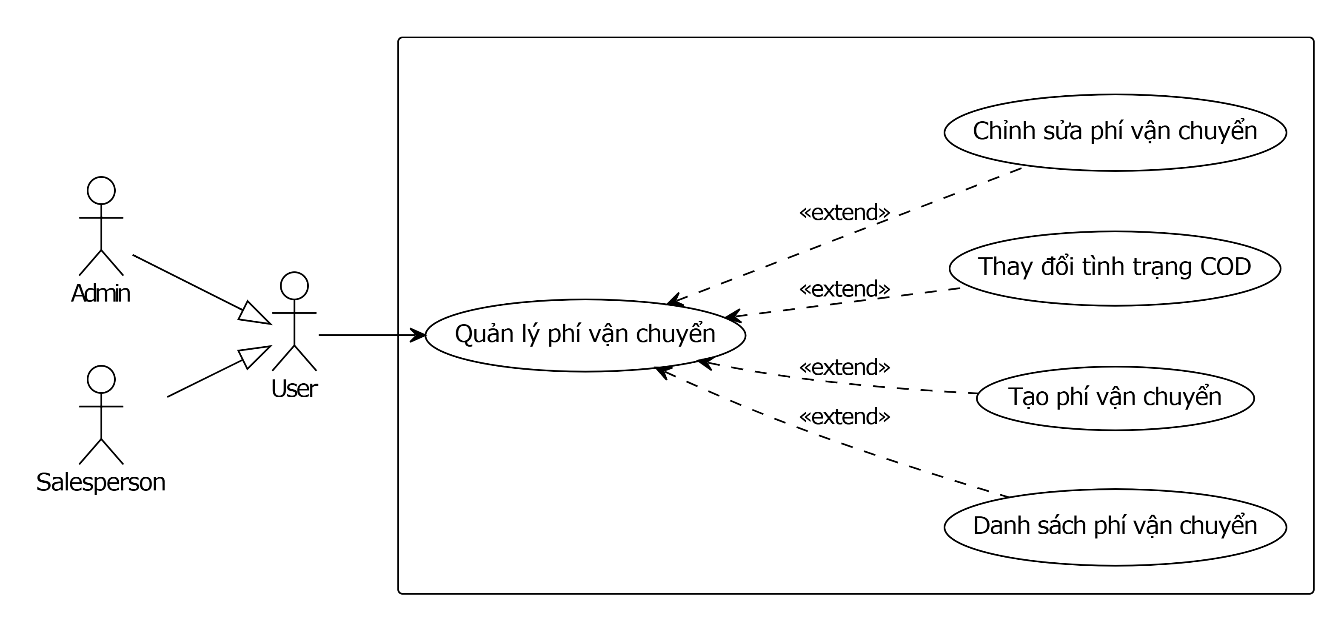 Chỉnh sửa phí vận chuyển
«extend»
Thay đổi tình trạng COD
«extend»
Admin
Quản lý phí vận chuyển
User
«extend»
Tạo phí vận chuyển
«extend»
Salesperson
Danh sách phí vận chuyển